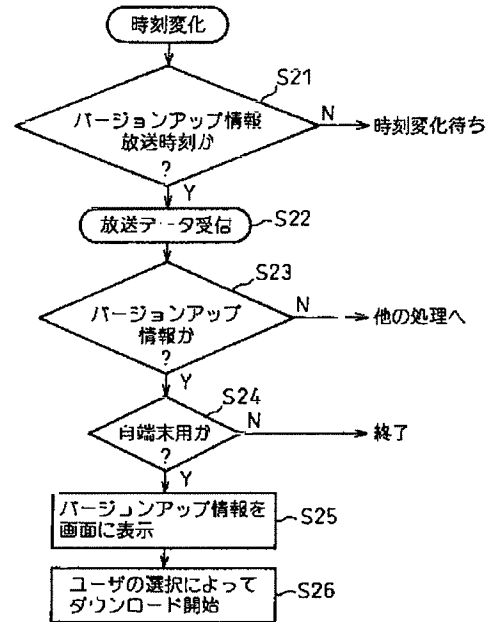 時刻変化
S21
バージョンアップ情報
放送時刻か
?
N
時刻変化待ち
Y
放送データ受信
S22
S23
バージョンアップ
情報か
?
N
他の処理へ
Y
S24
自端末用か
?
N
終了
Y
バージョンアップ情報を
画面に表示
S25
ユーザの選択によって
ダウンロード開始
S26